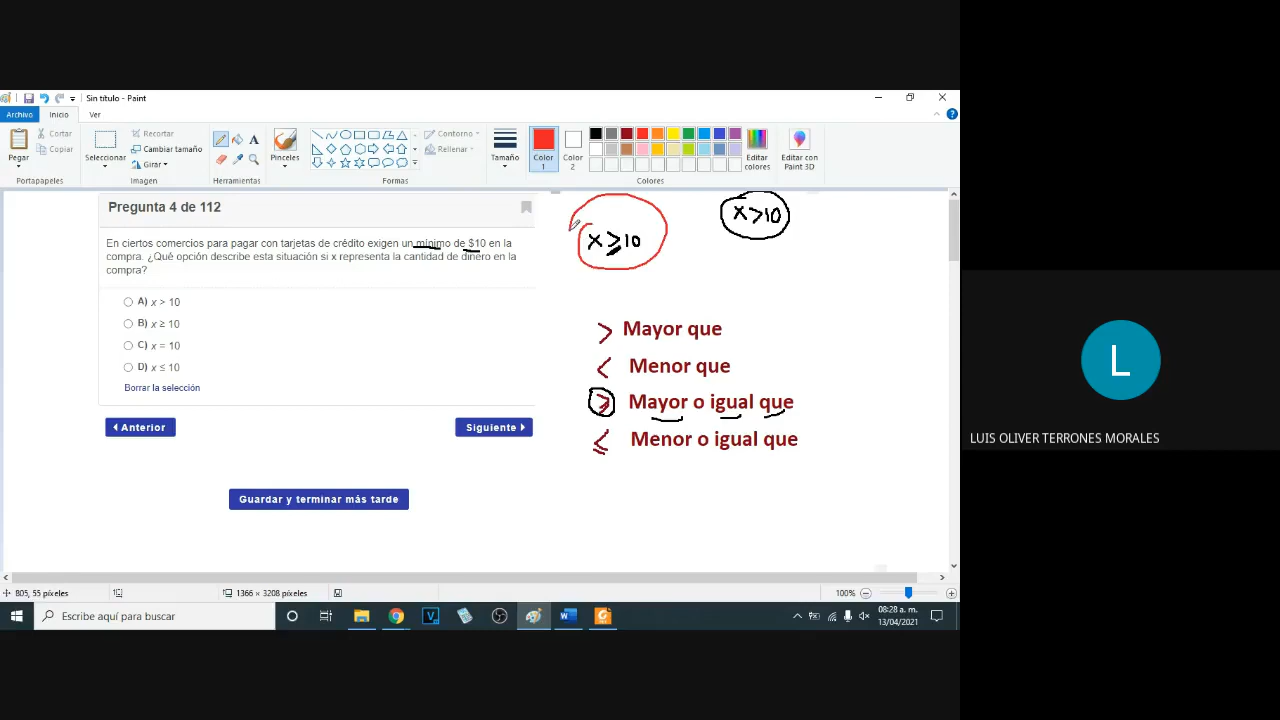 Sin título - Paint
Archivo Inicio Ver
Pegar
Cortar
Copiar
Portapapeles
Seleccionar
Recortar
Cambiar tamaño
Girar
Imagen
A
Herramientas
Pinceles
Contorno
Rellenar
Formas
Tamaño
Color 1
Color 2
Editar colores
Colores
Editar con Paint 3D
Pregunta 4 de 112
En ciertos comercios para pagar con tarjetas de crédito exigen un mínimo de $10 en la
compra. ¿Qué opción describe esta situación si x representa la cantidad de dinero en la
compra?
A) x > 10
B) x ≥ 10
C) x = 10
D) x ≤ 10
Borrar la selección
Anterior Siguiente
Guardar y terminar más tarde
x ≥ 10
x > 10
> Mayor que
< Menor que
≥ Mayor o igual que
≤ Menor o igual que
L
LUIS OLIVER TERRONES MORALES
805, 55 píxeles
1366 × 3208 píxeles
100%
Escribe aquí para buscar
08:28 a. m.
13/04/2021